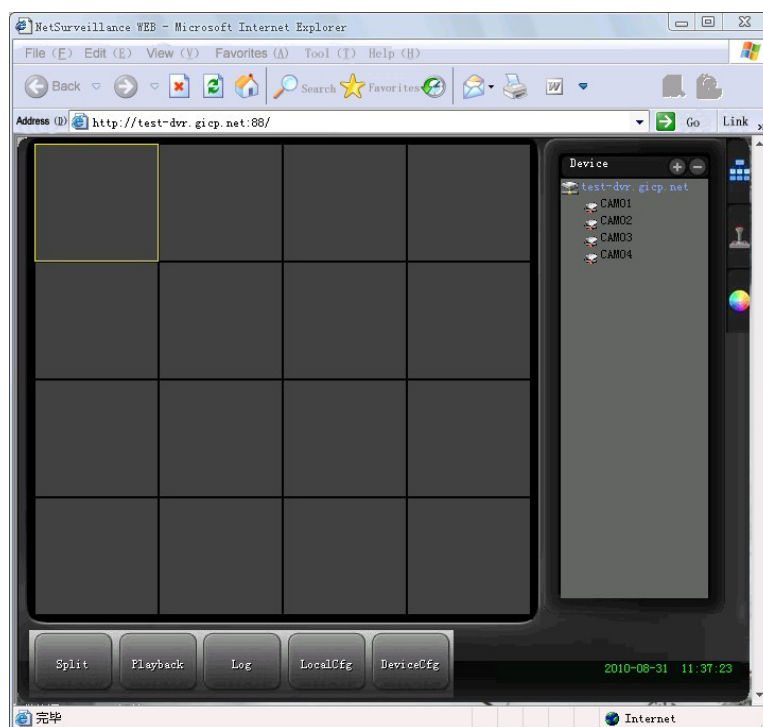 NetSurveillance WEB - Microsoft Internet Explorer
File (F) Edit (E) View (V) Favorites (A) Tool (T) Help (H)
Back Search Favorites
Address (D) http://test-dvr.gicp.net:88/ Go Link
Device
test-dvr.gicp.net
CAM01
CAM02
CAM03
CAM04
Split Playback Log LocalCfg DeviceCfg
2010-08-31 11:37:23
完毕 Internet